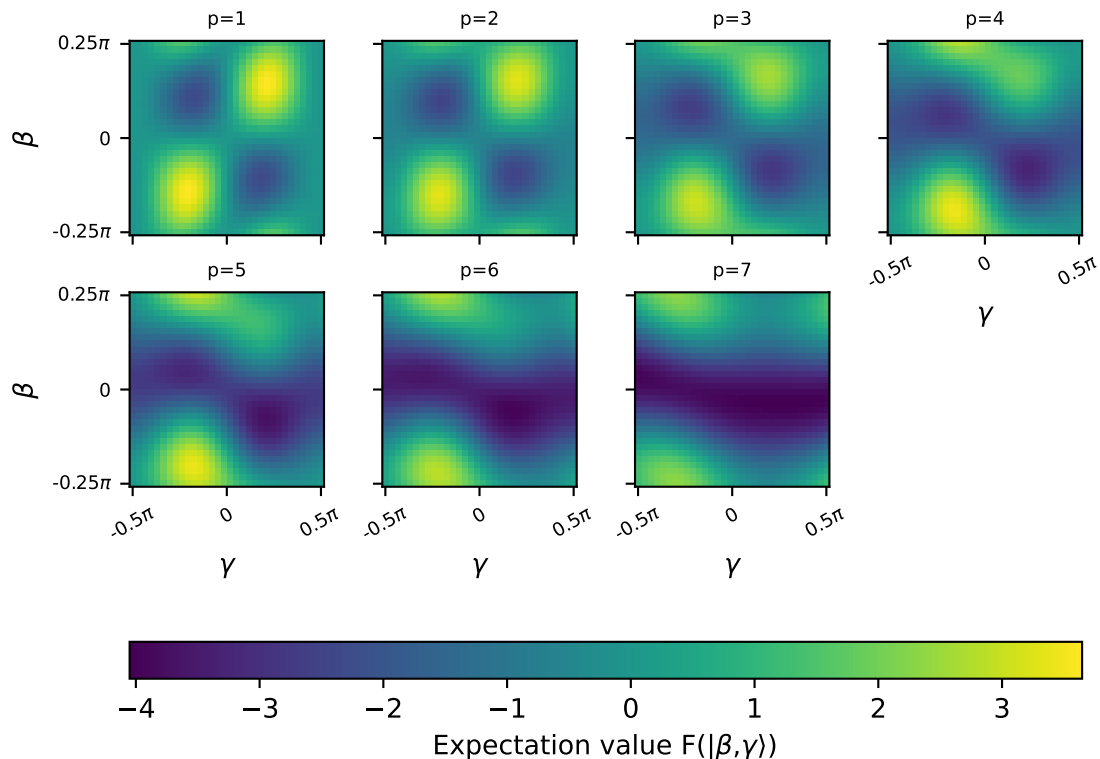 p=1
p=2
p=3
p=4
0.25π
0
-0.25π
β
-0.5π
0
0.5π
γ
p=5
p=6
p=7
0.25π
0
-0.25π
β
-0.5π
0
0.5π
γ
-0.5π
0
0.5π
γ
-0.5π
0
0.5π
γ
−4
−3
−2
−1
0
1
2
3
Expectation value F(|β,γ⟩)